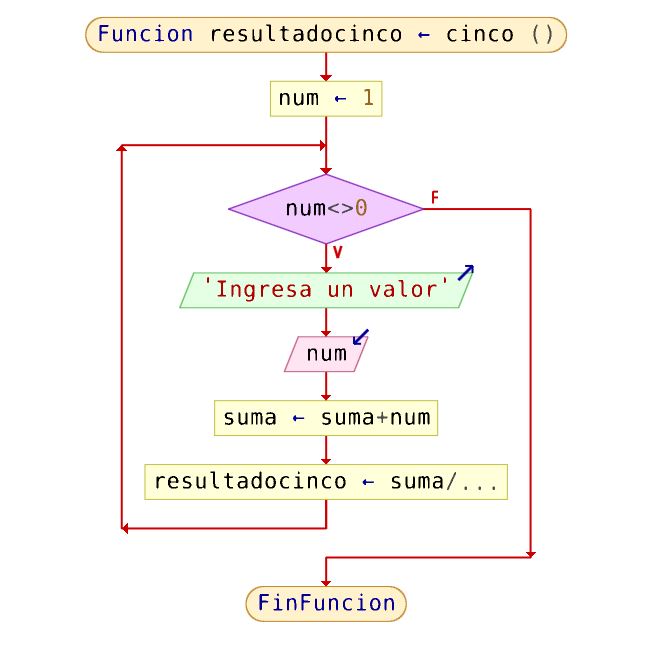 Funcion resultadocinco ← cinco ()
num ← 1
num<>0
F
V
'Ingresa un valor'
num
suma ← suma+num
resultadocinco ← suma/...
FinFuncion